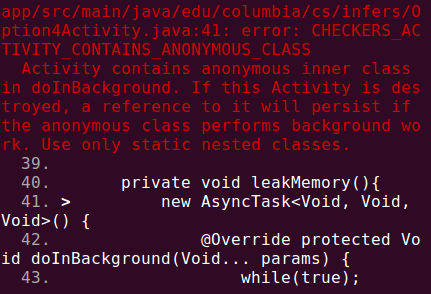 app/src/main/java/edu/columbia/cs/infers/O
ption4Activity.java:41: error: CHECKERS_AC
TIVITY_CONTAINS_ANONYMOUS_CLASS
  Activity contains anonymous inner class
in doInBackground. If this Activity is des
troyed, a reference to it will persist if
the anonymous class performs background wo
rk. Use only static nested classes.
  39.
  40.       private void leakMemory(){
  41. >         new AsyncTask<Void, Void,
Void>() {
  42.               @Override protected Vo
id doInBackground(Void... params) {
  43.                   while(true);